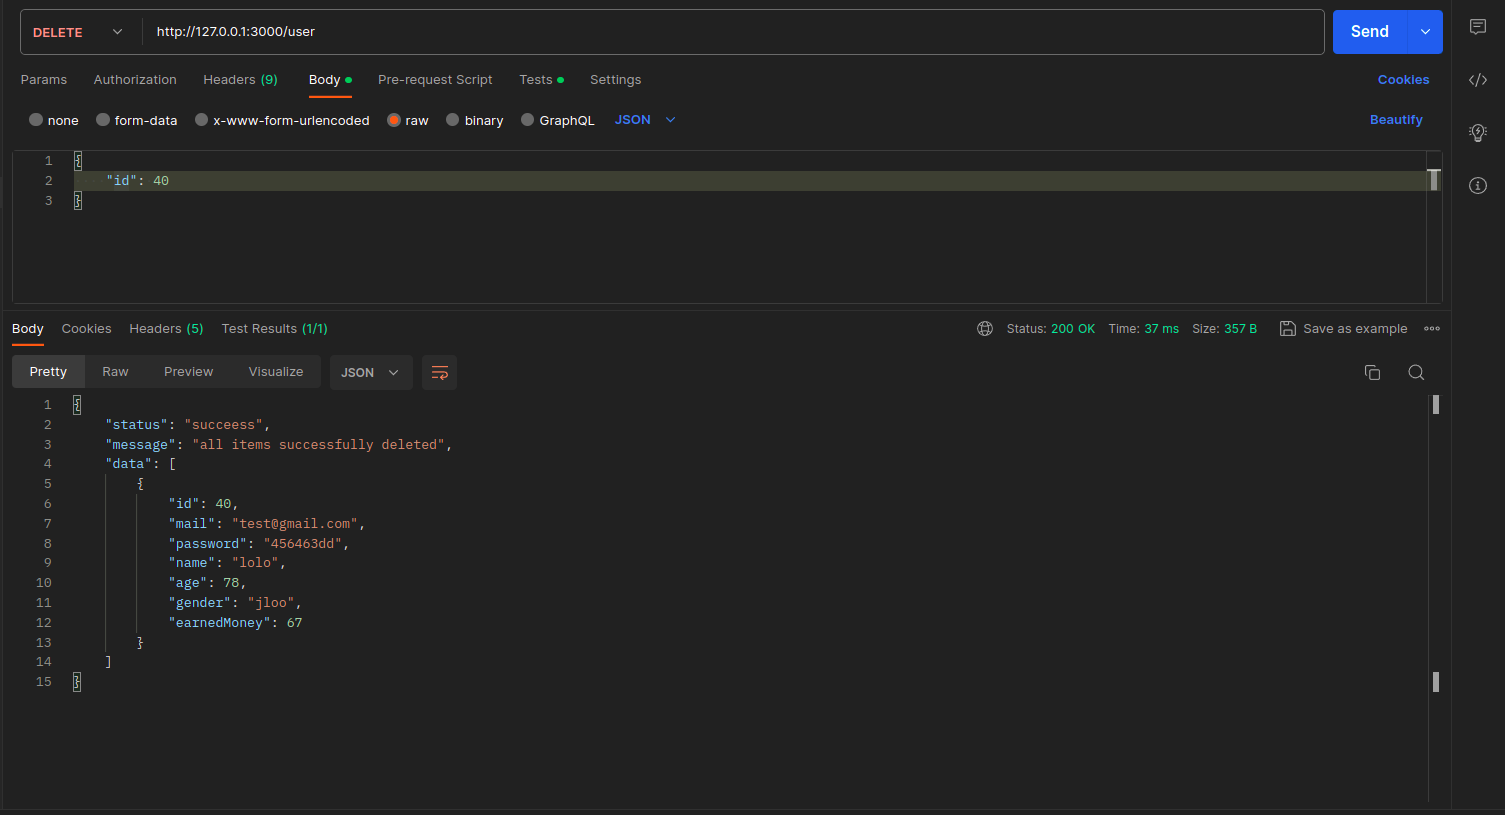 DELETE http://127.0.0.1:3000/user Send
Params Authorization Headers (9) Body Pre-request Script Tests Settings Cookies
none form-data x-www-form-urlencoded raw binary GraphQL JSON Beautify
1 {
2 "id": 40
3 }
Body Cookies Headers (5) Test Results (1/1) Status: 200 OK Time: 37 ms Size: 357 B Save as example
Pretty Raw Preview Visualize JSON
1 {
2 "status": "succeess",
3 "message": "all items successfully deleted",
4 "data": [
5 {
6 "id": 40,
7 "mail": "test@gmail.com",
8 "password": "456463dd",
9 "name": "lolo",
10 "age": 78,
11 "gender": "jloo",
12 "earnedMoney": 67
13 }
14 ]
15 }